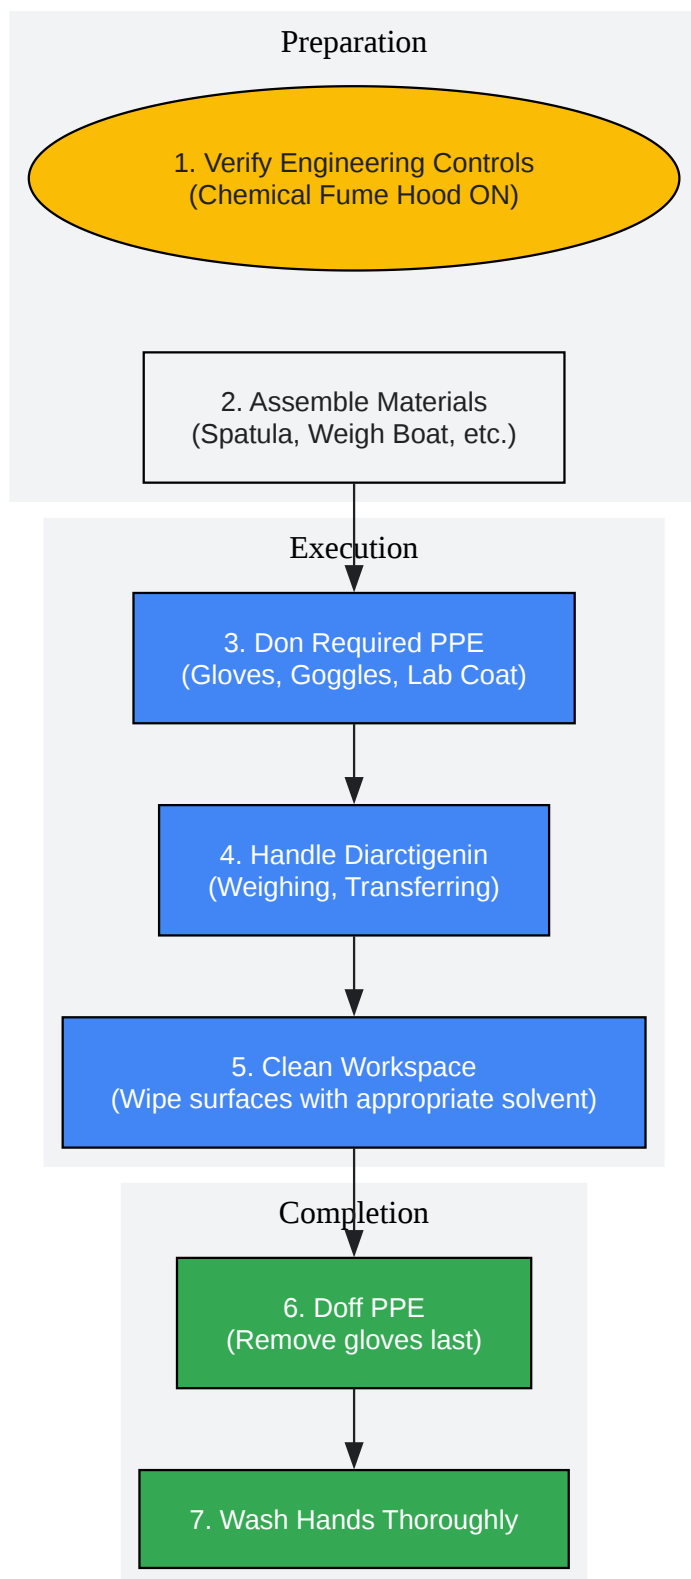 Preparation
1. Verify Engineering Controls
(Chemical Fume Hood ON)
2. Assemble Materials
(Spatula, Weigh Boat, etc.)
Execution
3. Don Required PPE
(Gloves, Goggles, Lab Coat)
4. Handle Diarctigenin
(Weighing, Transferring)
5. Clean Workspace
(Wipe surfaces with appropriate solvent)
Completion
6. Doff PPE
(Remove gloves last)
7. Wash Hands Thoroughly